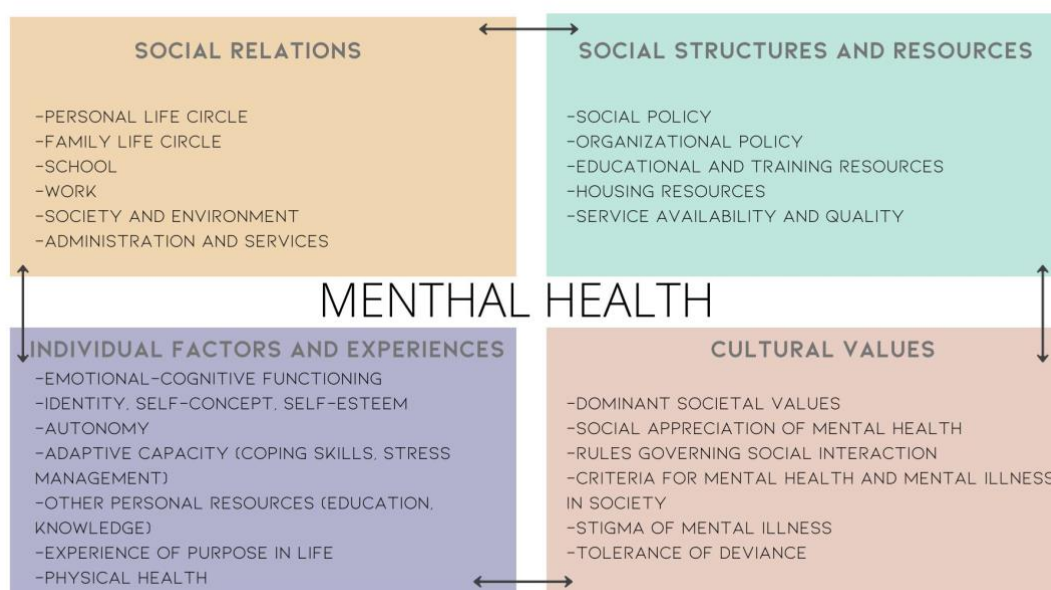 SOCIAL RELATIONS
-PERSONAL LIFE CIRCLE
-FAMILY LIFE CIRCLE
-SCHOOL
-WORK
-SOCIETY AND ENVIRONMENT
-ADMINISTRATION AND SERVICES
SOCIAL STRUCTURES AND RESOURCES
-SOCIAL POLICY
-ORGANIZATIONAL POLICY
-EDUCATIONAL AND TRAINING RESOURCES
-HOUSING RESOURCES
-SERVICE AVAILABILITY AND QUALITY
MENTHAL HEALTH
INDIVIDUAL FACTORS AND EXPERIENCES
-EMOTIONAL-COGNITIVE FUNCTIONING
-IDENTITY, SELF-CONCEPT, SELF-ESTEEM
-AUTONOMY
-ADAPTIVE CAPACITY (COPING SKILLS, STRESS
MANAGEMENT)
-OTHER PERSONAL RESOURCES (EDUCATION,
KNOWLEDGE)
-EXPERIENCE OF PURPOSE IN LIFE
-PHYSICAL HEALTH
CULTURAL VALUES
-DOMINANT SOCIETAL VALUES
-SOCIAL APPRECIATION OF MENTAL HEALTH
-RULES GOVERNING SOCIAL INTERACTION
-CRITERIA FOR MENTAL HEALTH AND MENTAL ILLNESS
IN SOCIETY
-STIGMA OF MENTAL ILLNESS
-TOLERANCE OF DEVIANCE